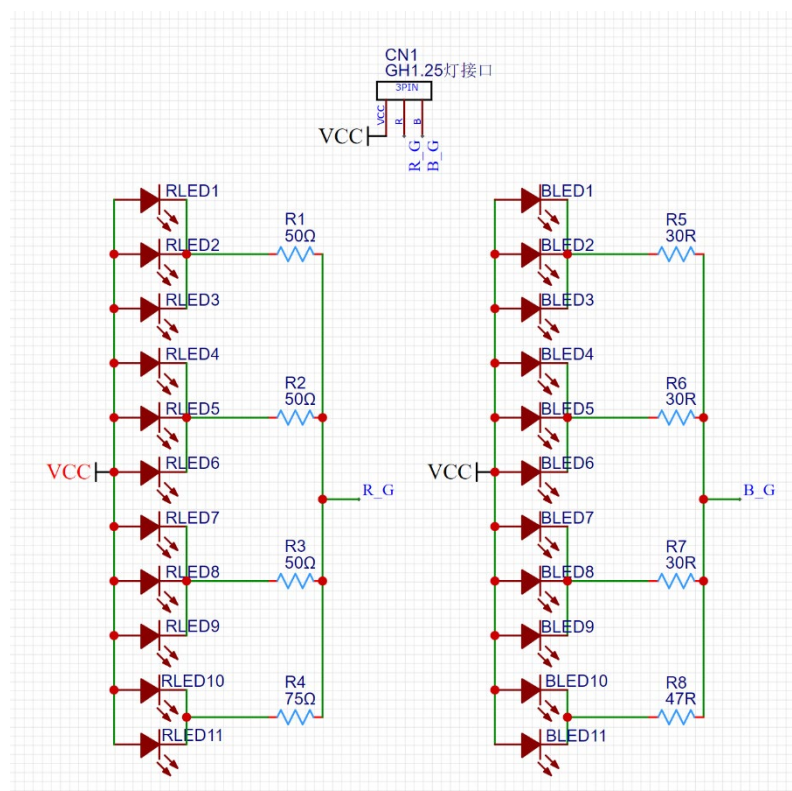 CN1
GH1.25灯接口
3PIN
VCC
R
B
VCC
R_G
B_G
RLED1
RLED2
RLED3
RLED4
RLED5
RLED6
RLED7
RLED8
RLED9
RLED10
RLED11
R1
50Ω
R2
50Ω
R3
50Ω
R4
75Ω
VCC
R_G
BLED1
BLED2
BLED3
BLED4
BLED5
BLED6
BLED7
BLED8
BLED9
BLED10
BLED11
R5
30R
R6
30R
R7
30R
R8
47R
VCC
B_G